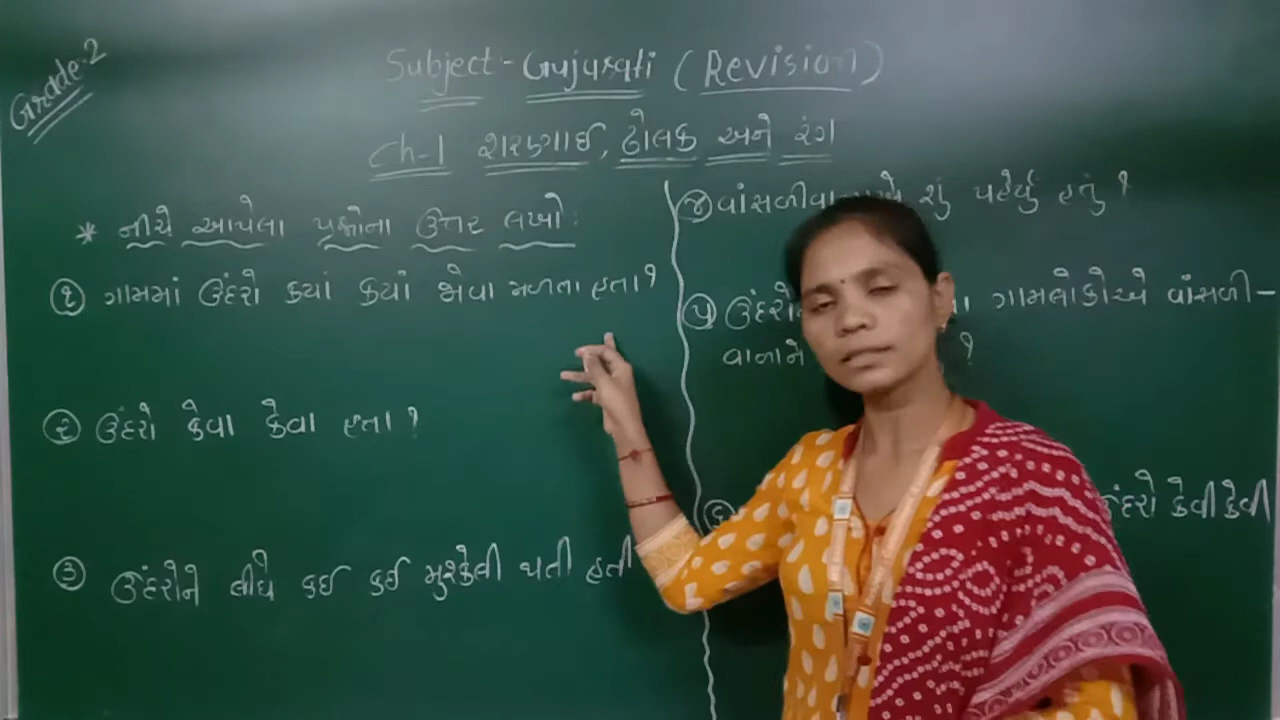 Grade:2
Subject - Gujarati (Revision)
Ch-1 શરણાઈ, ઢોલક અને રંગ
* નીચે આપેલા પ્રશ્નોના ઉત્તર લખો:
૧ ગામમાં ઉંદરો ક્યાં ક્યાં જોવા મળતા હતા?
૨ ઉંદરો કેવા કેવા હતા?
૩ ઉંદરોને લીધે કઈ કઈ મુશ્કેલી થતી હતી
૪ શું પહેર્યું હતું?
૫ ગામલોકોએ વાંસળી-
વાળાને ?
૬ ઉંદરો કેવી કેવી